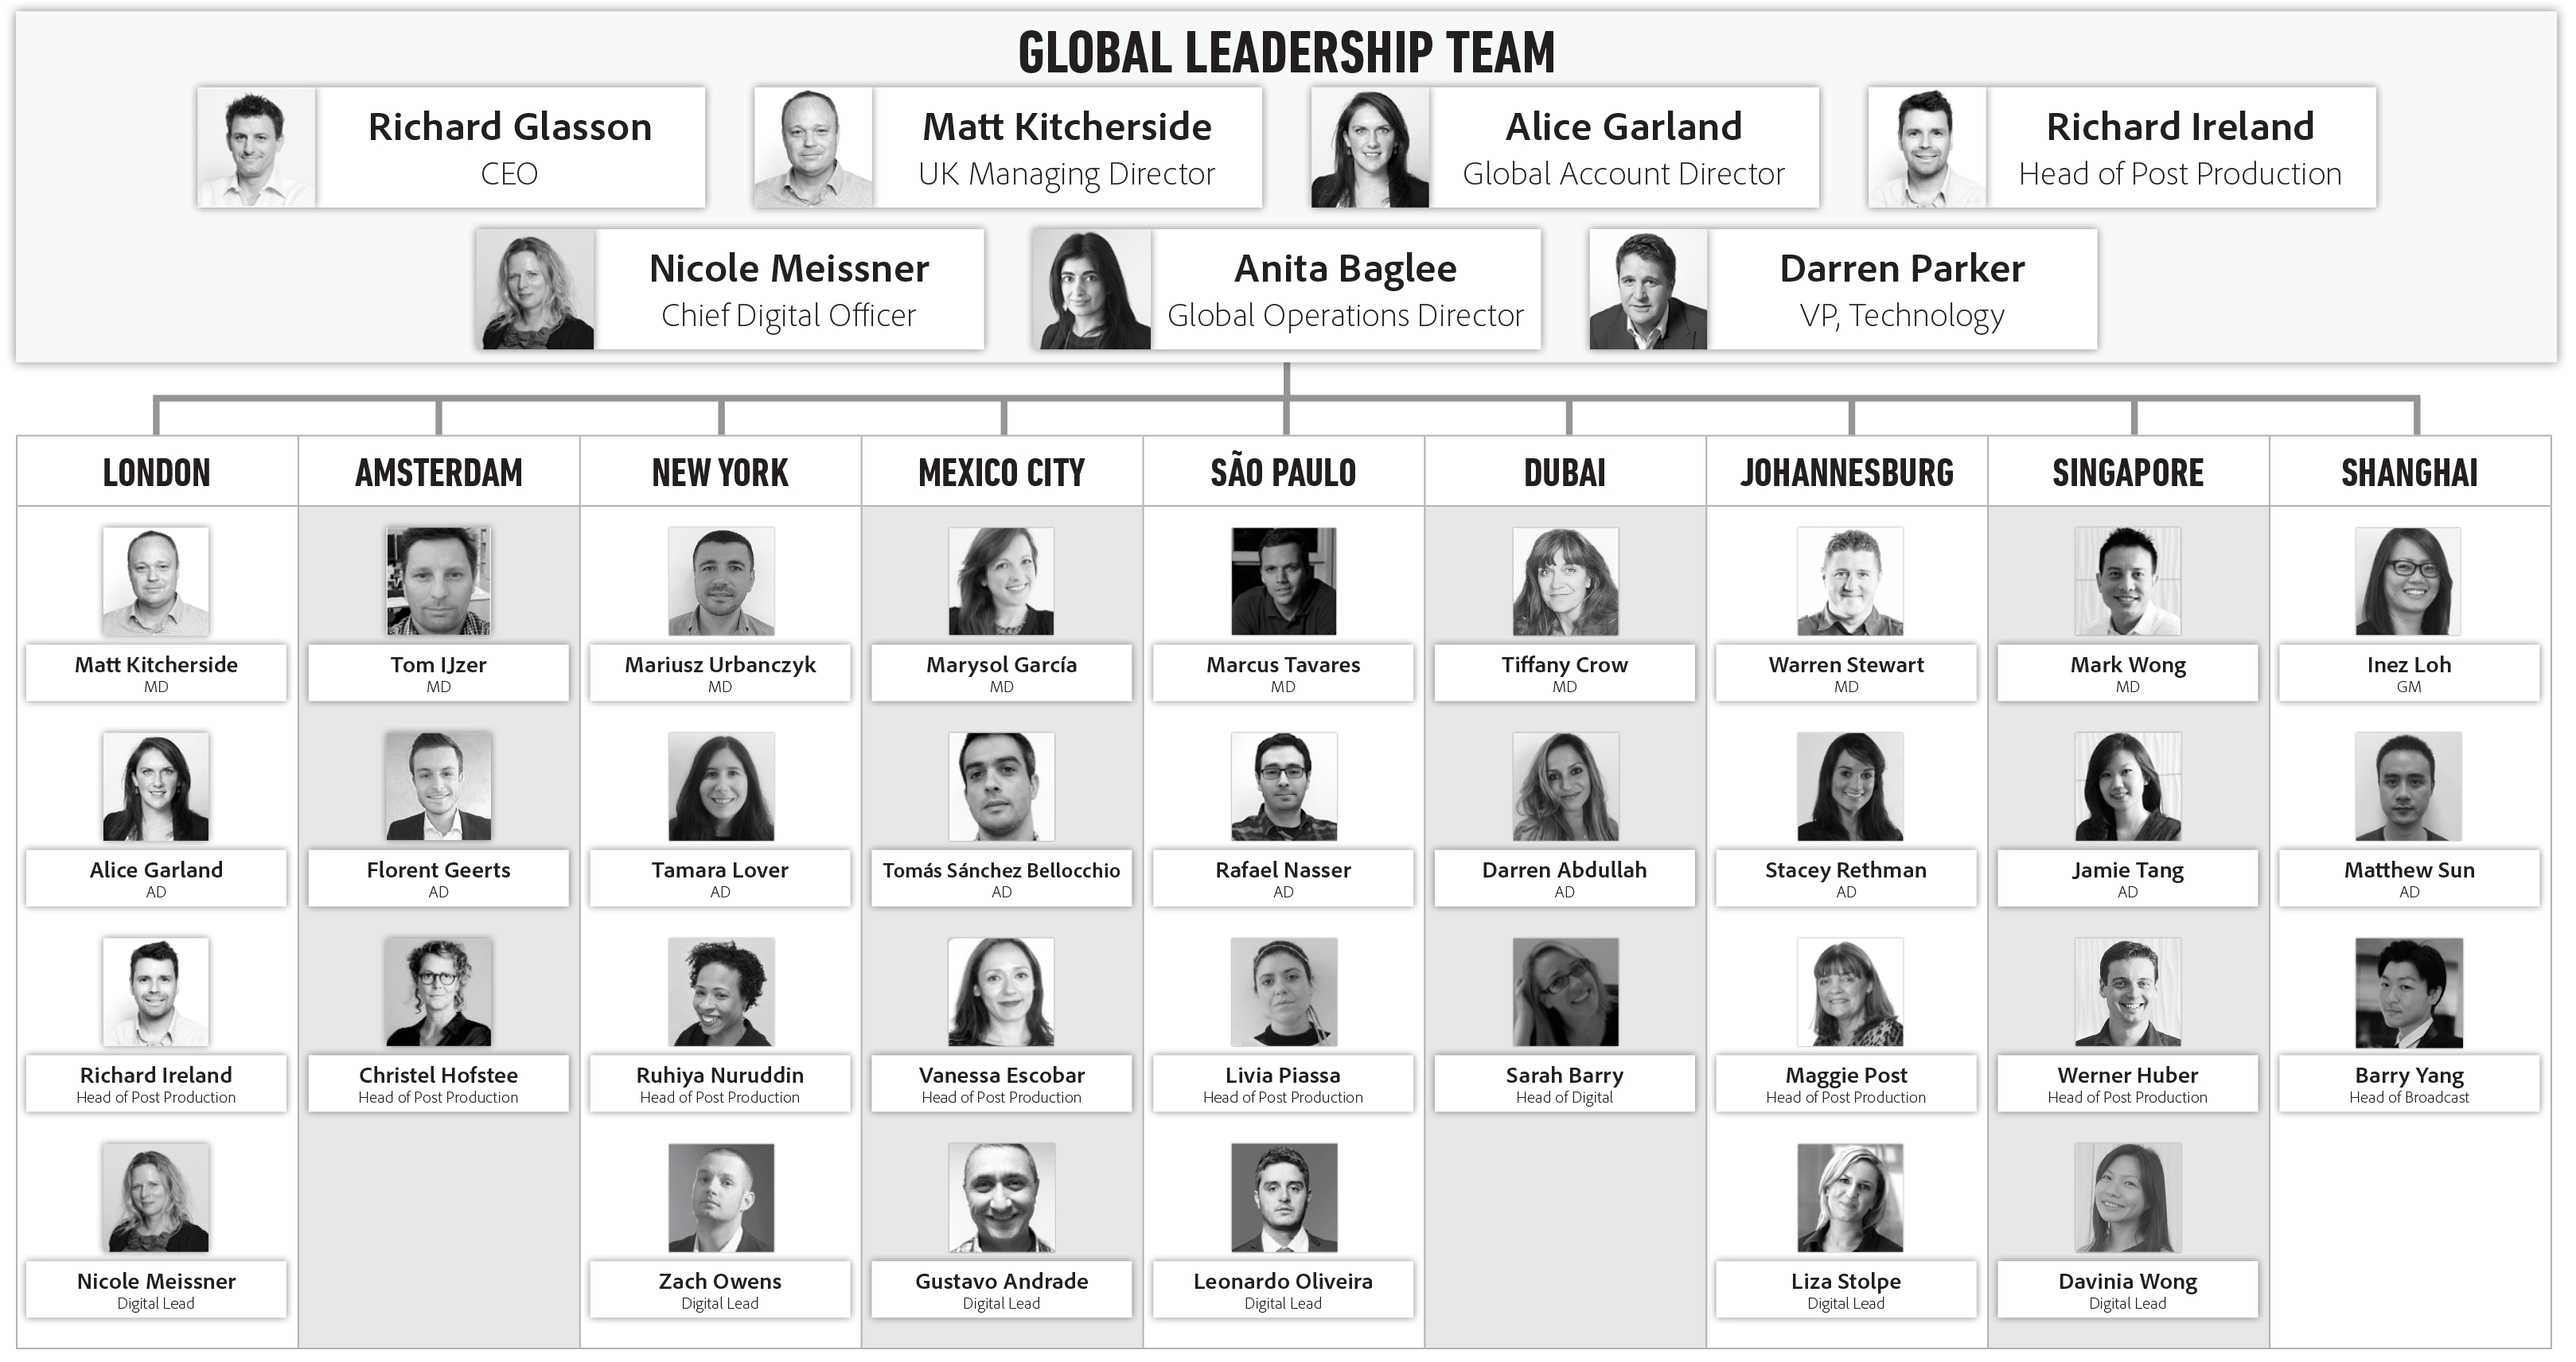 GLOBAL LEADERSHIP TEAM
Richard Glasson
CEO
Matt Kitcherside
UK Managing Director
Alice Garland
Global Account Director
Richard Ireland
Head of Post Production
Nicole Meissner
Chief Digital Officer
Anita Baglee
Global Operations Director
Darren Parker
VP, Technology
LONDON
Matt Kitcherside
MD
Alice Garland
AD
Richard Ireland
Head of Post Production
Nicole Meissner
Digital Lead
AMSTERDAM
Tom IJzer
MD
Florent Geerts
AD
Christel Hofstee
Head of Post Production
NEW YORK
Mariusz Urbanczyk
MD
Tamara Lover
AD
Ruhiya Nuruddin
Head of Post Production
Zach Owens
Digital Lead
MEXICO CITY
Marysol García
MD
Tomás Sánchez Bellocchio
AD
Vanessa Escobar
Head of Post Production
Gustavo Andrade
Digital Lead
SÃO PAULO
Marcus Tavares
MD
Rafael Nasser
AD
Livia Piassa
Head of Post Production
Leonardo Oliveira
Digital Lead
DUBAI
Tiffany Crow
MD
Darren Abdullah
AD
Sarah Barry
Head of Digital
JOHANNESBURG
Warren Stewart
MD
Stacey Rethman
AD
Maggie Post
Head of Post Production
Liza Stolpe
Digital Lead
SINGAPORE
Mark Wong
MD
Jamie Tang
AD
Werner Huber
Head of Post Production
Davinia Wong
Digital Lead
SHANGHAI
Inez Loh
GM
Matthew Sun
AD
Barry Yang
Head of Broadcast